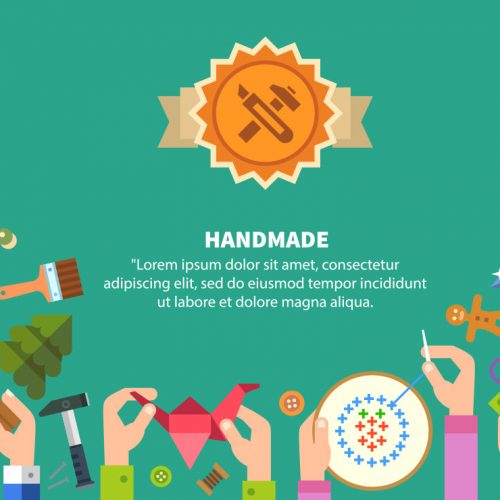 HANDMADE
"Lorem ipsum dolor sit amet, consectetur
adipiscing elit, sed do eiusmod tempor incididunt
ut labore et dolore magna aliqua.